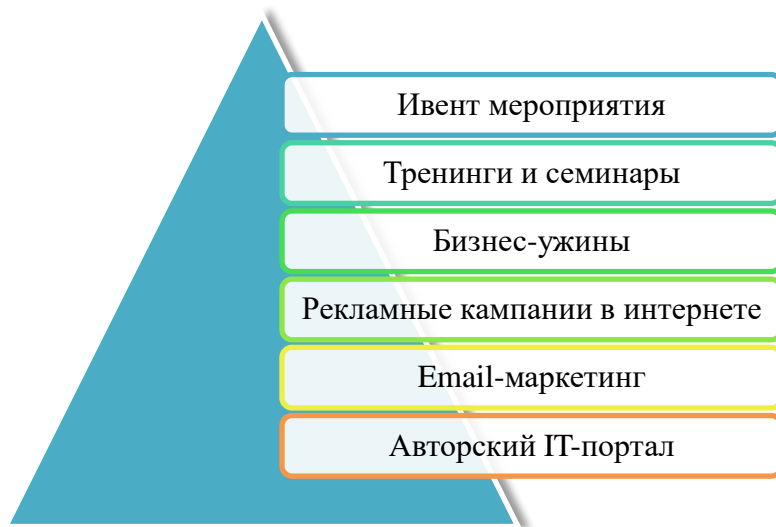 Ивент мероприятия
Тренинги и семинары
Бизнес-ужины
Рекламные кампании в интернете
Email-маркетинг
Авторский IT-портал